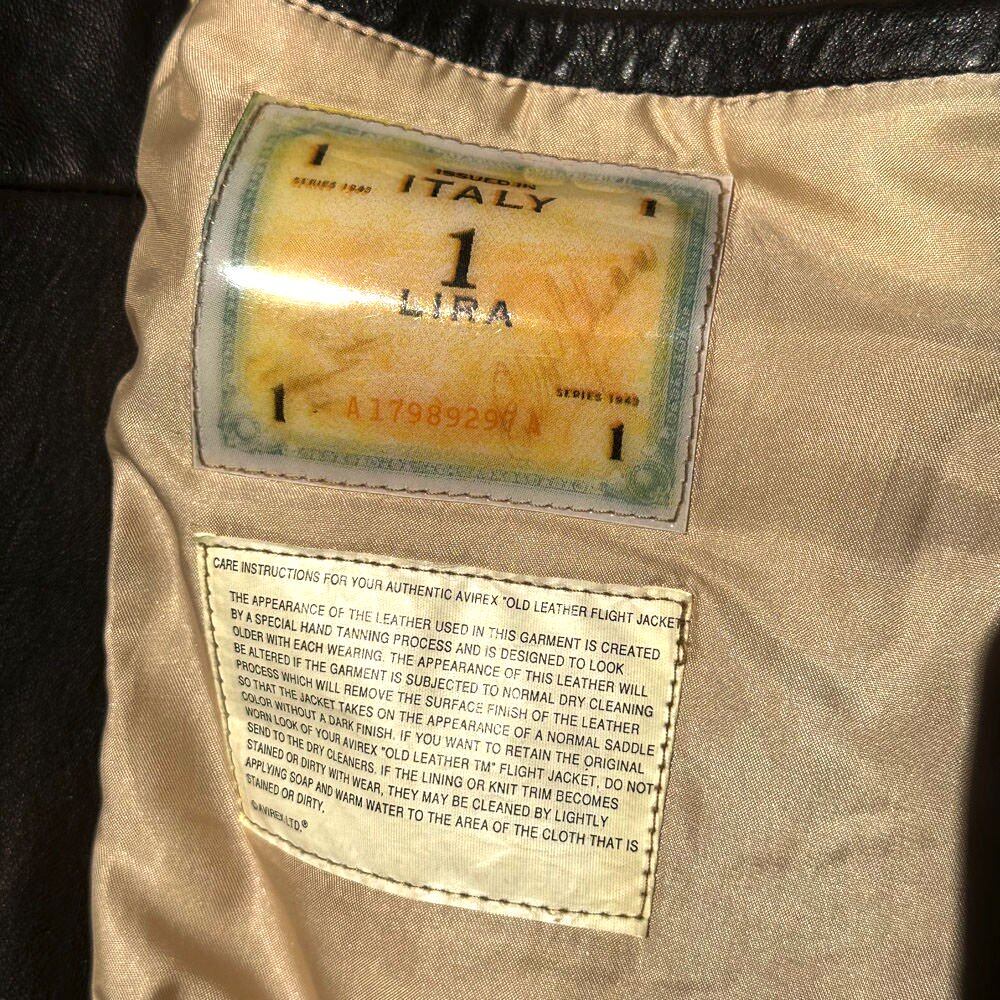 1
ISSUED IN
SERIES 1943
ITALY
1
1
LIRA
SERIES 1943
1
A 1798929 A
1
CARE INSTRUCTIONS FOR YOUR AUTHENTIC AVIREX "OLD LEATHER FLIGHT JACKET
THE APPEARANCE OF THE LEATHER USED IN THIS GARMENT IS CREATED
BY A SPECIAL HAND TANNING PROCESS AND IS DESIGNED TO LOOK
OLDER WITH EACH WEARING. THE APPEARANCE OF THIS LEATHER WILL
BE ALTERED IF THE GARMENT IS SUBJECTED TO NORMAL DRY CLEANING
PROCESS WHICH WILL REMOVE THE SURFACE FINISH OF THE LEATHER
SO THAT THE JACKET TAKES ON THE APPEARANCE OF A NORMAL SADDLE
COLOR WITHOUT A DARK FINISH. IF YOU WANT TO RETAIN THE ORIGINAL
WORN LOOK OF YOUR AVIREX "OLD LEATHER TM" FLIGHT JACKET, DO NOT
SEND TO THE DRY CLEANERS. IF THE LINING OR KNIT TRIM BECOMES
STAINED OR DIRTY WITH WEAR, THEY MAY BE CLEANED BY LIGHTLY
APPLYING SOAP AND WARM WATER TO THE AREA OF THE CLOTH THAT IS
STAINED OR DIRTY.
©AVIREX LTD.®